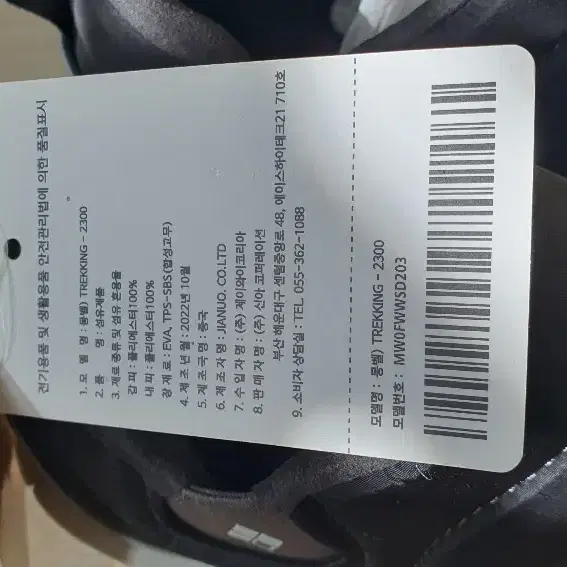 전기용품 및 생활용품 안전관리법에 의한 품질표시
1. 모 델 명 : 몽벨) TREKKING - 2300
2. 품 명 : 섬유제품
3. 재료 종류 및 섬유 혼용율
갑 피 : 폴리에스터100%
내 피 : 폴리에스터100%
겉 재 료 : EVA, TPS-SBS(합성고무)
4. 제 조 년 월 : 2022년 10월
5. 제 조 국 명 : 중국
6. 제 조 자 명 : JIANUO. CO.LTD
7. 수 입 자 명 : (주) 제이와이코리아
8. 판 매 자 명 : (주) 신아 코퍼레이션
부산 해운대구 센텀중앙로 48, 에이스하이테크21 710호
9. 소비자 상담실 : TEL. 055-362-1088
모델명 : 몽벨) TREKKING - 2300
모델번호 : MW0FWWSD203